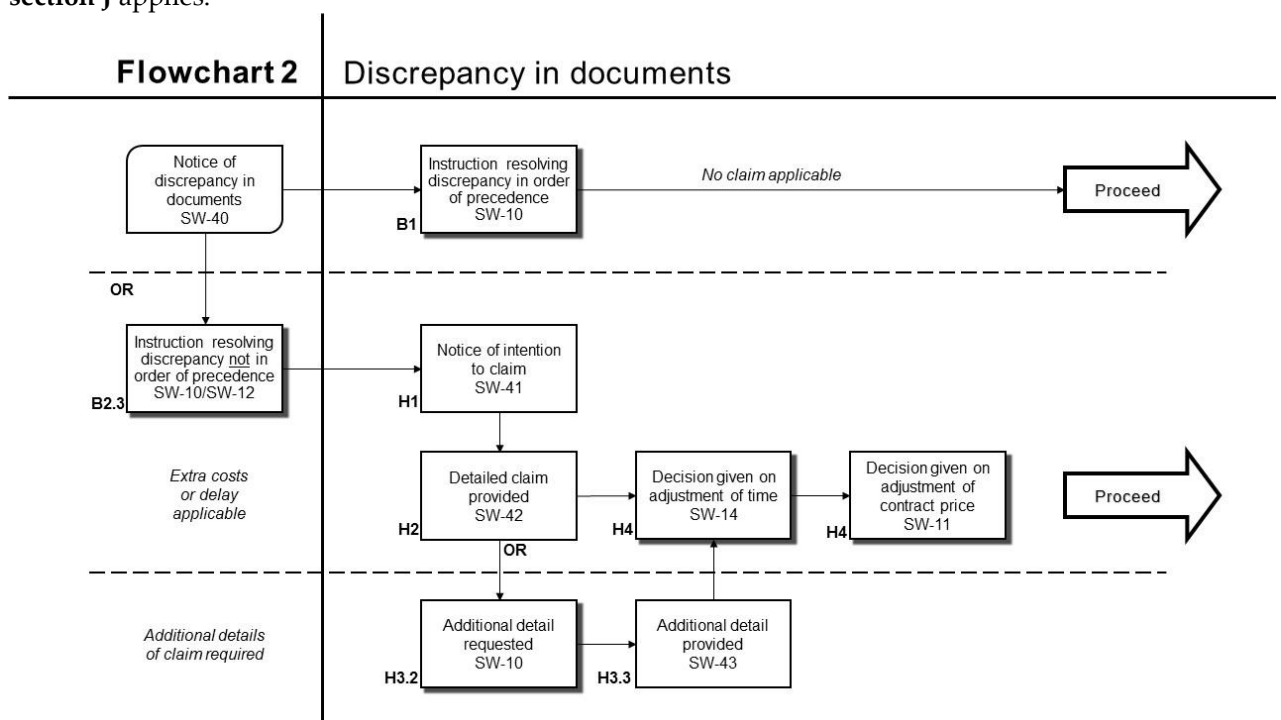 section J applies.
Flowchart 2
Discrepancy in documents
Notice of
discrepancy in
documents
SW-40
Instruction resolving
discrepancy in order
of precedence
SW-10
B1
No claim applicable
Proceed
OR
Instruction resolving
discrepancy not in
order of precedence
SW-10/SW-12
B2.3
Notice of intention
to claim
SW-41
H1
Extra costs
or delay
applicable
Detailed claim
provided
SW-42
H2
OR
Decision given on
adjustment of time
SW-14
H4
Decision given on
adjustment of
contract price
SW-11
H4
Proceed
Additional details
of claim required
Additional detail
requested
SW-10
H3.2
Additional detail
provided
SW-43
H3.3